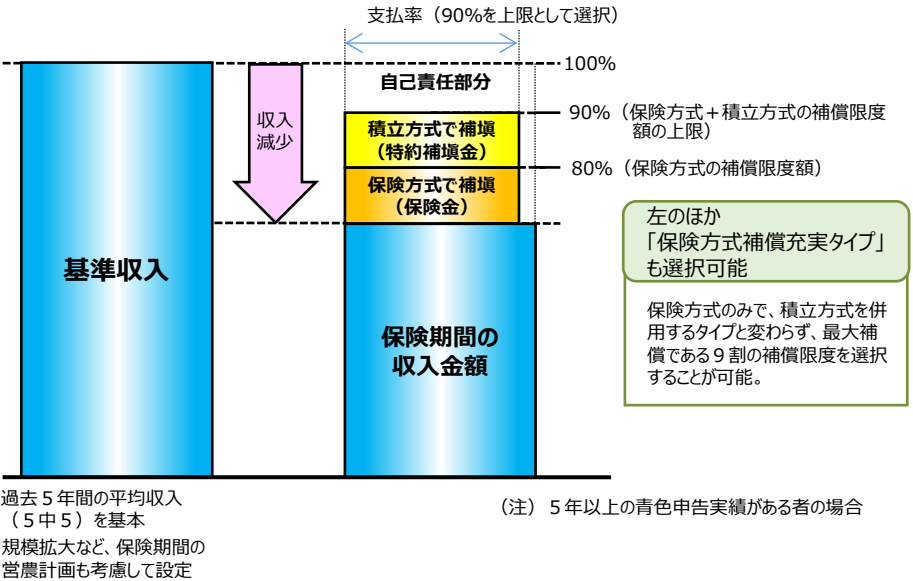 支払率（90%を上限として選択）
100%
自己責任部分
収入
減少
90%（保険方式＋積立方式の補償限度
額の上限）
積立方式で補塡
（特約補塡金）
80%（保険方式の補償限度額）
保険方式で補塡
（保険金）
基準収入
保険期間の
収入金額
左のほか
「保険方式補償充実タイプ」
も選択可能
保険方式のみで、積立方式を併
用するタイプと変わらず、最大補
償である９割の補償限度を選択
することが可能。
過去５年間の平均収入
（５中５）を基本
規模拡大など、保険期間の
営農計画も考慮して設定
（注）５年以上の青色申告実績がある者の場合